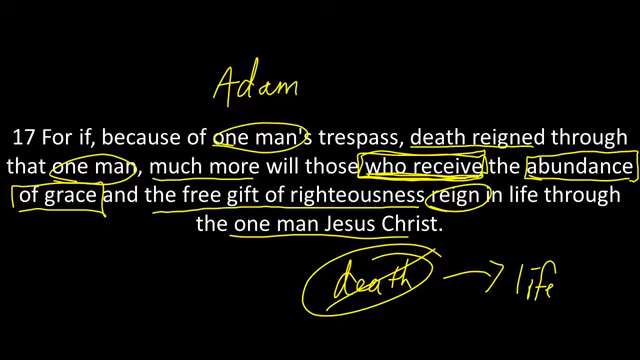 Adam
17 For if, because of one man's trespass, death reigned through
that one man, much more will those who receive the abundance
of grace and the free gift of righteousness reign in life through
the one man Jesus Christ.
death → life